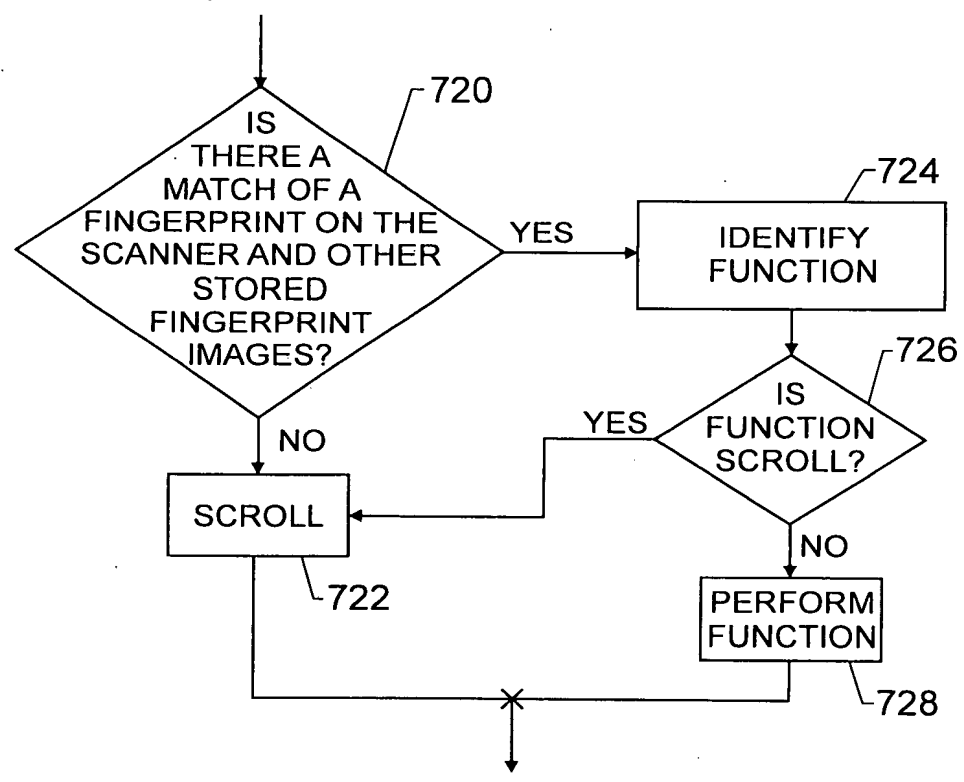 720
IS
THERE A
MATCH OF A
FINGERPRINT ON THE
SCANNER AND OTHER
STORED
FINGERPRINT
IMAGES?
YES
724
IDENTIFY
FUNCTION
726
IS
FUNCTION
SCROLL?
YES
NO
SCROLL
722
NO
PERFORM
FUNCTION
728